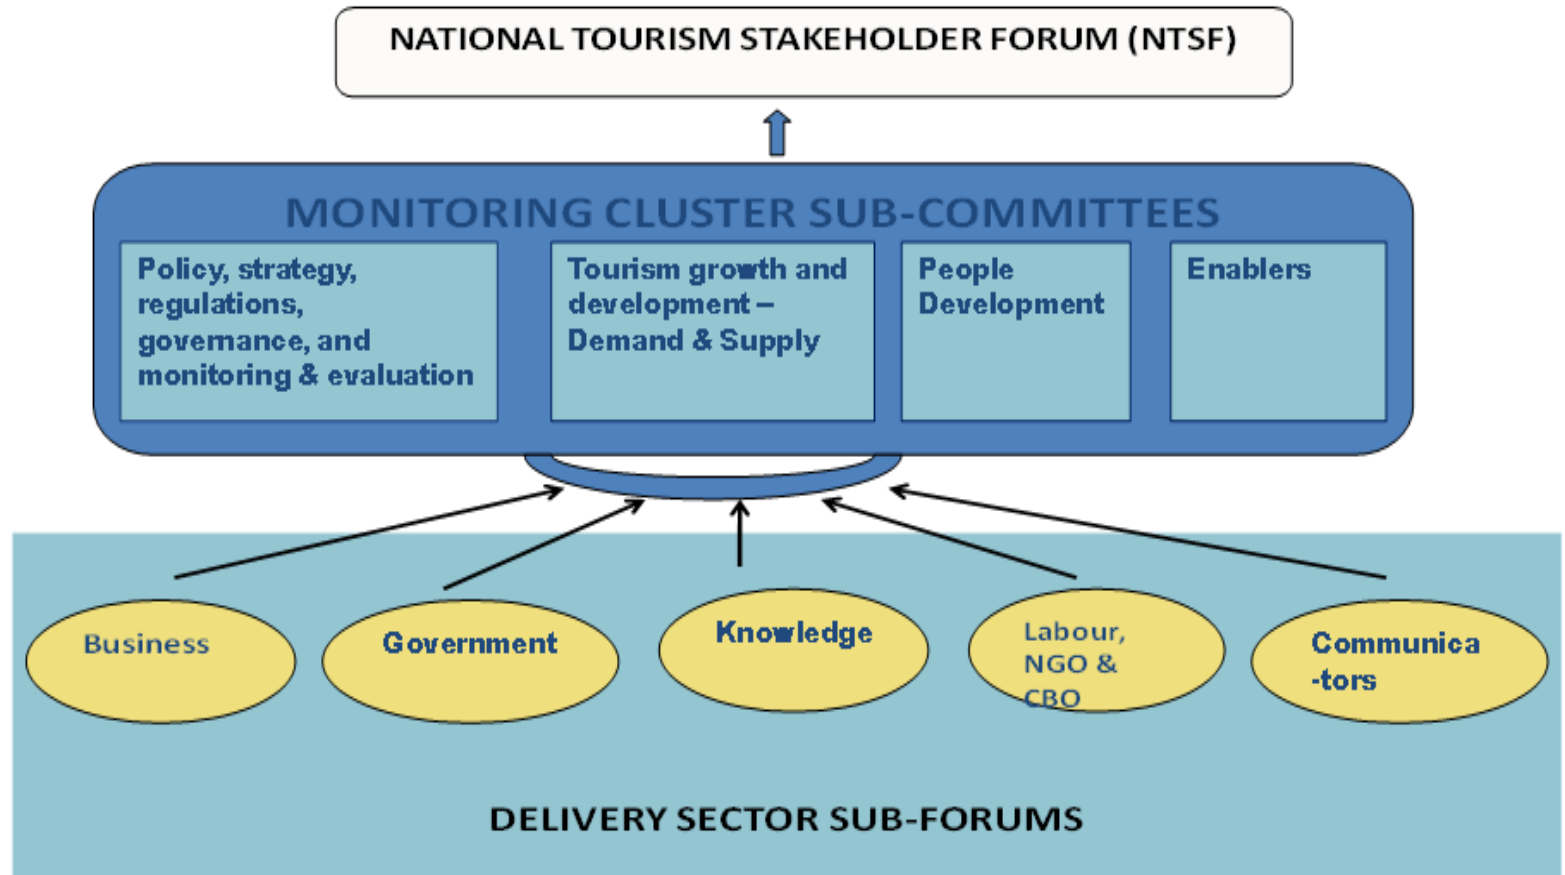 NATIONAL TOURISM STAKEHOLDER FORUM (NTSF)
MONITORING CLUSTER SUB-COMMITTEES
Policy, strategy,
regulations,
governance, and
monitoring & evaluation
Tourism growth and
development –
Demand & Supply
People
Development
Enablers
Business
Government
Knowledge
Labour,
NGO &
CBO
Communica
-tors
DELIVERY SECTOR SUB-FORUMS